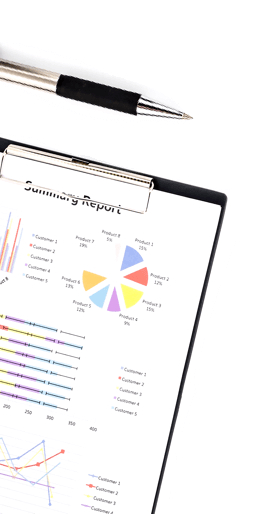 Summary Report
Product 8
5%
Product 1
15%
Product 7
19%
Product 2
12%
Product 6
13%
Product 3
15%
Product 5
12%
Product 4
9%
Customer 1
Customer 2
Customer 3
Customer 4
Customer 5
Customer 1
Customer 2
Customer 3
Customer 4
Customer 5
200
250
300
350
400
Customer 1
Customer 2
Customer 3
Customer 4